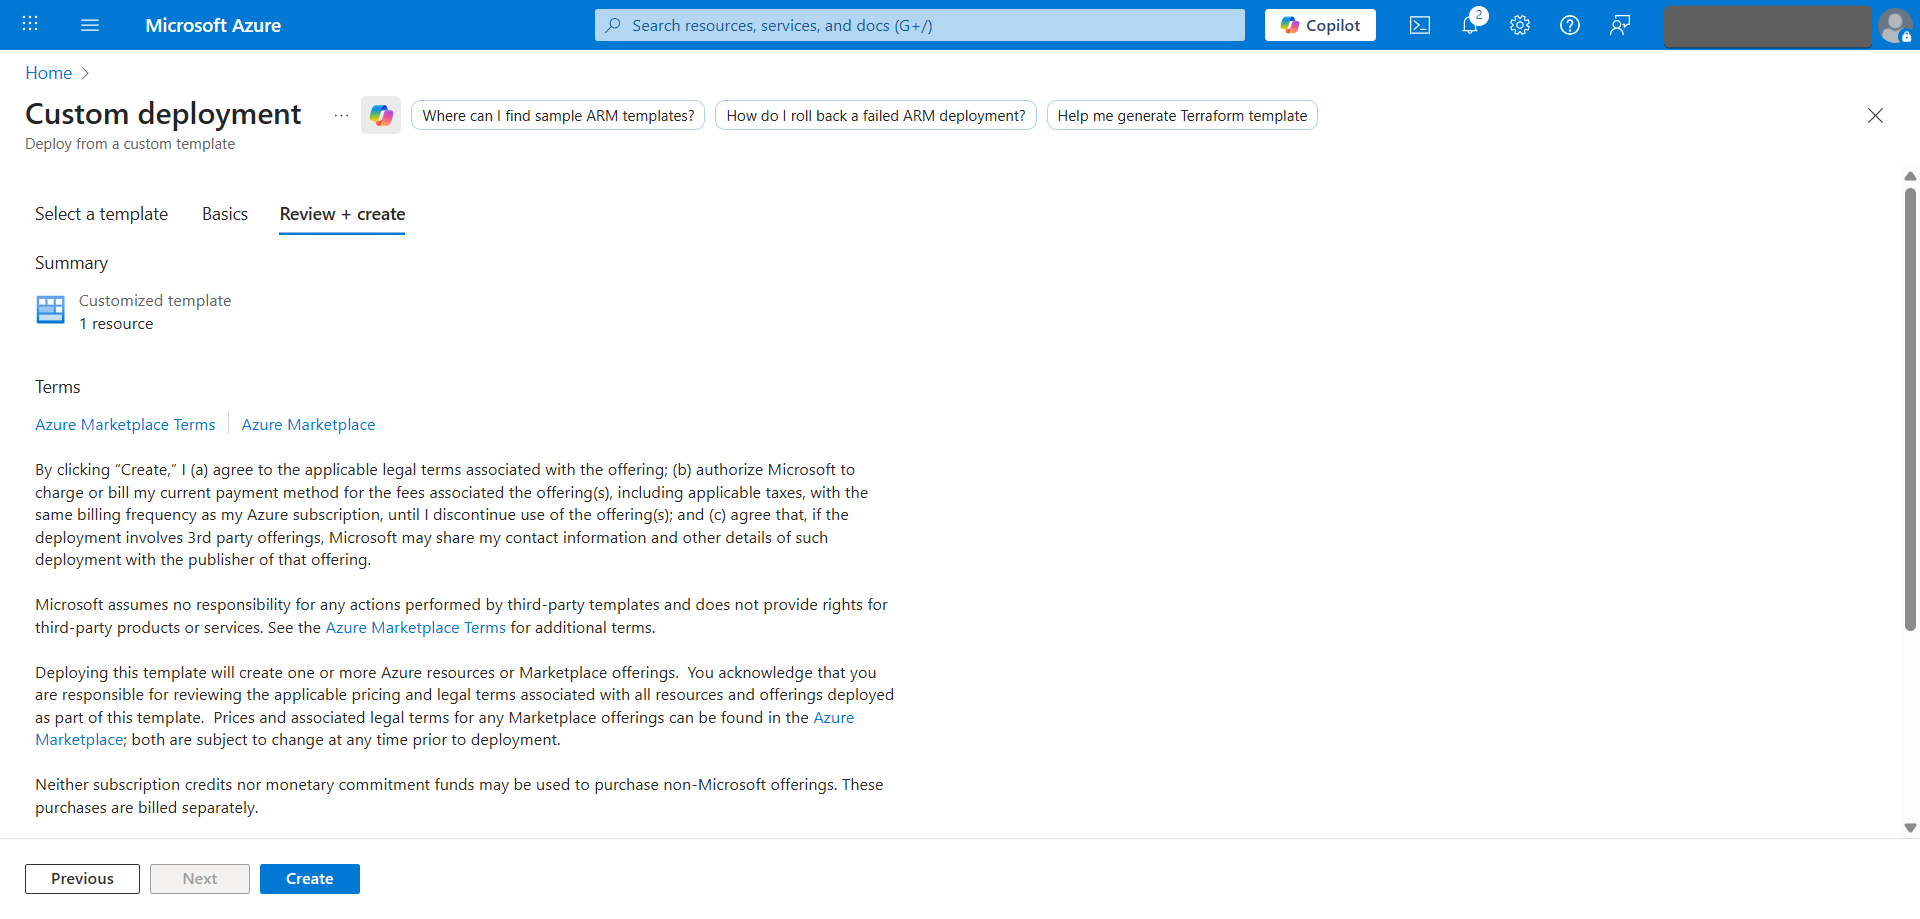 Microsoft Azure
Search resources, services, and docs (G+/)
Copilot
2
Home
Custom deployment
Deploy from a custom template
Where can I find sample ARM templates?
How do I roll back a failed ARM deployment?
Help me generate Terraform template
Select a template
Basics
Review + create
Summary
Customized template
1 resource
Terms
Azure Marketplace Terms
Azure Marketplace
By clicking “Create,” I (a) agree to the applicable legal terms associated with the offering; (b) authorize Microsoft to
charge or bill my current payment method for the fees associated the offering(s), including applicable taxes, with the
same billing frequency as my Azure subscription, until I discontinue use of the offering(s); and (c) agree that, if the
deployment involves 3rd party offerings, Microsoft may share my contact information and other details of such
deployment with the publisher of that offering.
Microsoft assumes no responsibility for any actions performed by third-party templates and does not provide rights for
third-party products or services. See the Azure Marketplace Terms for additional terms.
Deploying this template will create one or more Azure resources or Marketplace offerings. You acknowledge that you
are responsible for reviewing the applicable pricing and legal terms associated with all resources and offerings deployed
as part of this template. Prices and associated legal terms for any Marketplace offerings can be found in the Azure
Marketplace; both are subject to change at any time prior to deployment.
Neither subscription credits nor monetary commitment funds may be used to purchase non-Microsoft offerings. These
purchases are billed separately.
Previous
Next
Create